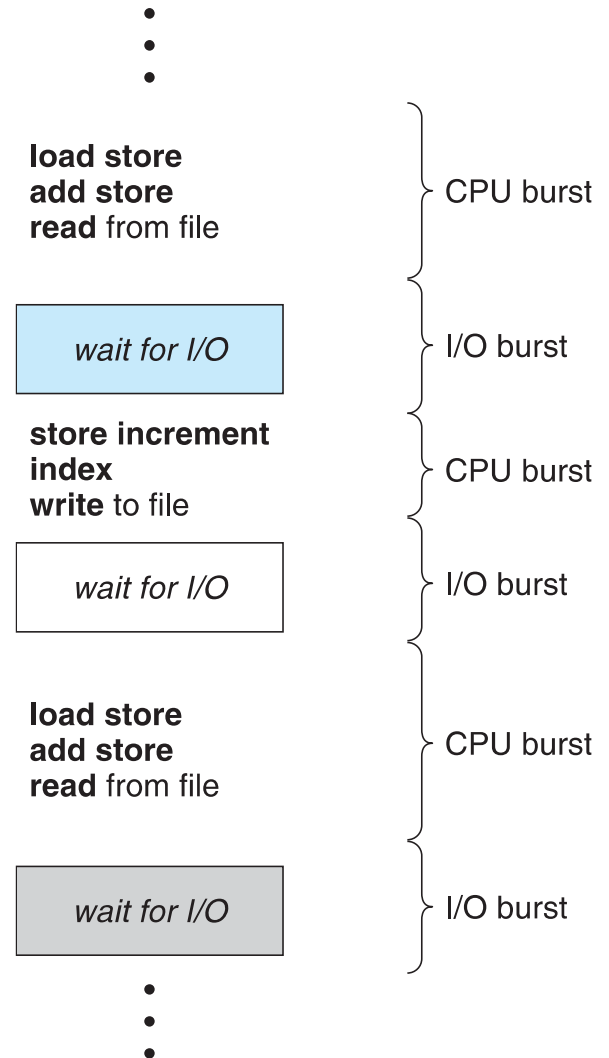 load store
add store
read from file
CPU burst
wait for I/O
I/O burst
store increment
index
write to file
CPU burst
wait for I/O
I/O burst
load store
add store
read from file
CPU burst
wait for I/O
I/O burst